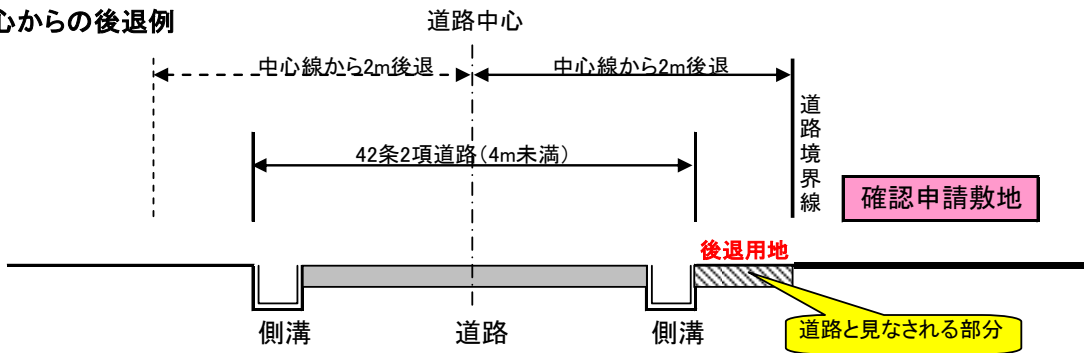 心からの後退例
道路中心
中心線から2m後退
中心線から2m後退
道路境界線
42条2項道路(4m未満)
確認申請敷地
後退用地
道路と見なされる部分
側溝
道路
側溝